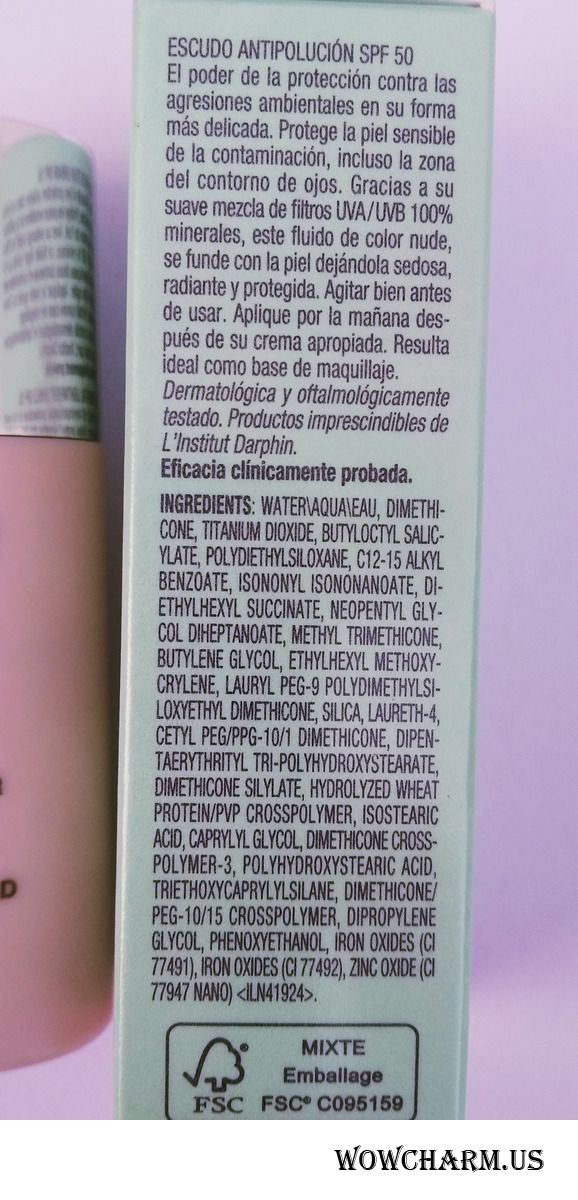 ESCUDO ANTIPOLUCIÓN SPF 50
El poder de la protección contra las
agresiones ambientales en su forma
más delicada. Protege la piel sensible
de la contaminación, incluso la zona
del contorno de ojos. Gracias a su
suave mezcla de filtros UVA/UVB 100%
minerales, este fluido de color nude,
se funde con la piel dejándola sedosa,
radiante y protegida. Agitar bien antes
de usar. Aplique por la mañana des-
pués de su crema apropiada. Resulta
ideal como base de maquillaje.
Dermatológica y oftalmológicamente
testado. Productos imprescindibles de
L'Institut Darphin.
Eficacia clínicamente probada.
INGREDIENTS: WATER\AQUA\EAU, DIMETHI-
CONE, TITANIUM DIOXIDE, BUTYLOCTYL SALIC-
YLATE, POLYDIETHYLSILOXANE, C12-15 ALKYL
BENZOATE, ISONONYL ISONONANOATE, DI-
ETHYLHEXYL SUCCINATE, NEOPENTYL GLY-
COL DIHEPTANOATE, METHYL TRIMETHICONE,
BUTYLENE GLYCOL, ETHYLHEXYL METHOXY-
CRYLENE, LAURYL PEG-9 POLYDIMETHYLSI-
LOXYETHYL DIMETHICONE, SILICA, LAURETH-4,
CETYL PEG/PPG-10/1 DIMETHICONE, DIPEN-
TAERYTHRITYL TRI-POLYHYDROXYSTEARATE,
DIMETHICONE SILYLATE, HYDROLYZED WHEAT
PROTEIN/PVP CROSSPOLYMER, ISOSTEARIC
ACID, CAPRYLYL GLYCOL, DIMETHICONE CROSS-
POLYMER-3, POLYHYDROXYSTEARIC ACID,
TRIETHOXYCAPRYLYLSILANE, DIMETHICONE/
PEG-10/15 CROSSPOLYMER, DIPROPYLENE
GLYCOL, PHENOXYETHANOL, IRON OXIDES (CI
77491), IRON OXIDES (CI 77492), ZINC OXIDE (CI
77947 NANO) <ILN41924>.
MIXTE
Emballage
FSC FSC® C095159
D
WOWCHARM.US